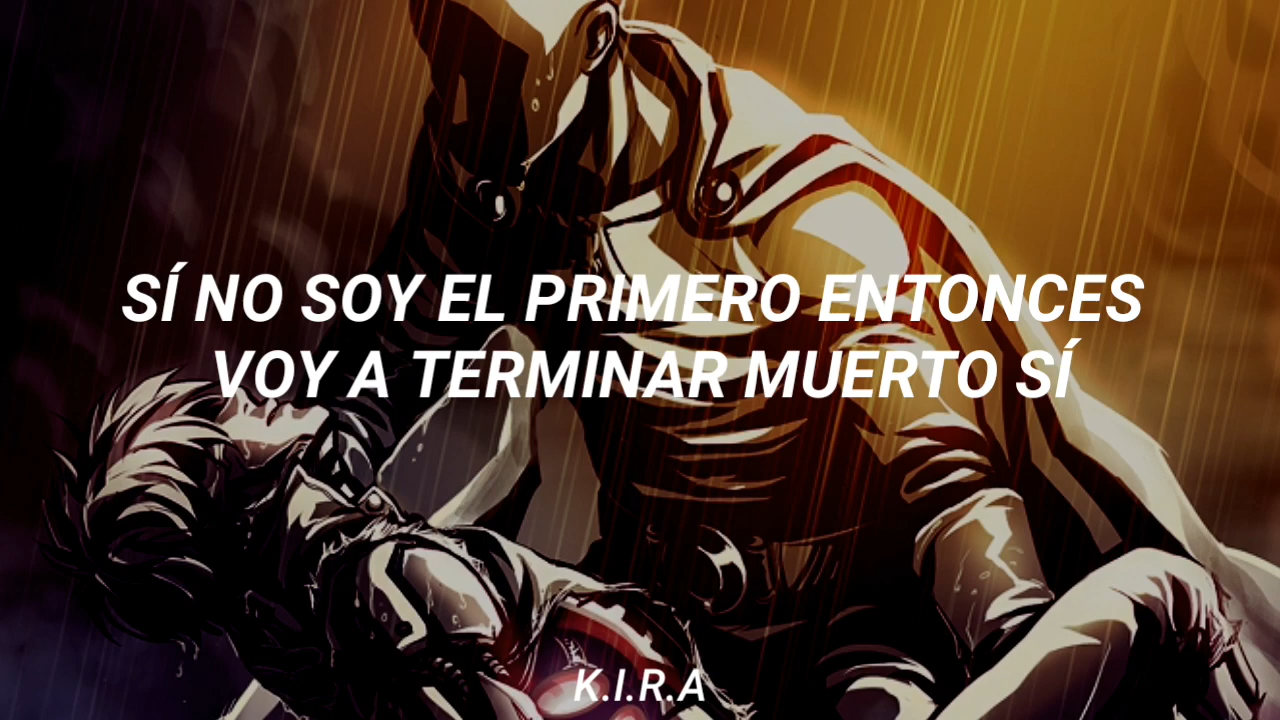 SÍ NO SOY EL PRIMERO ENTONCES
VOY A TERMINAR MUERTO SÍ
K.I.R.A